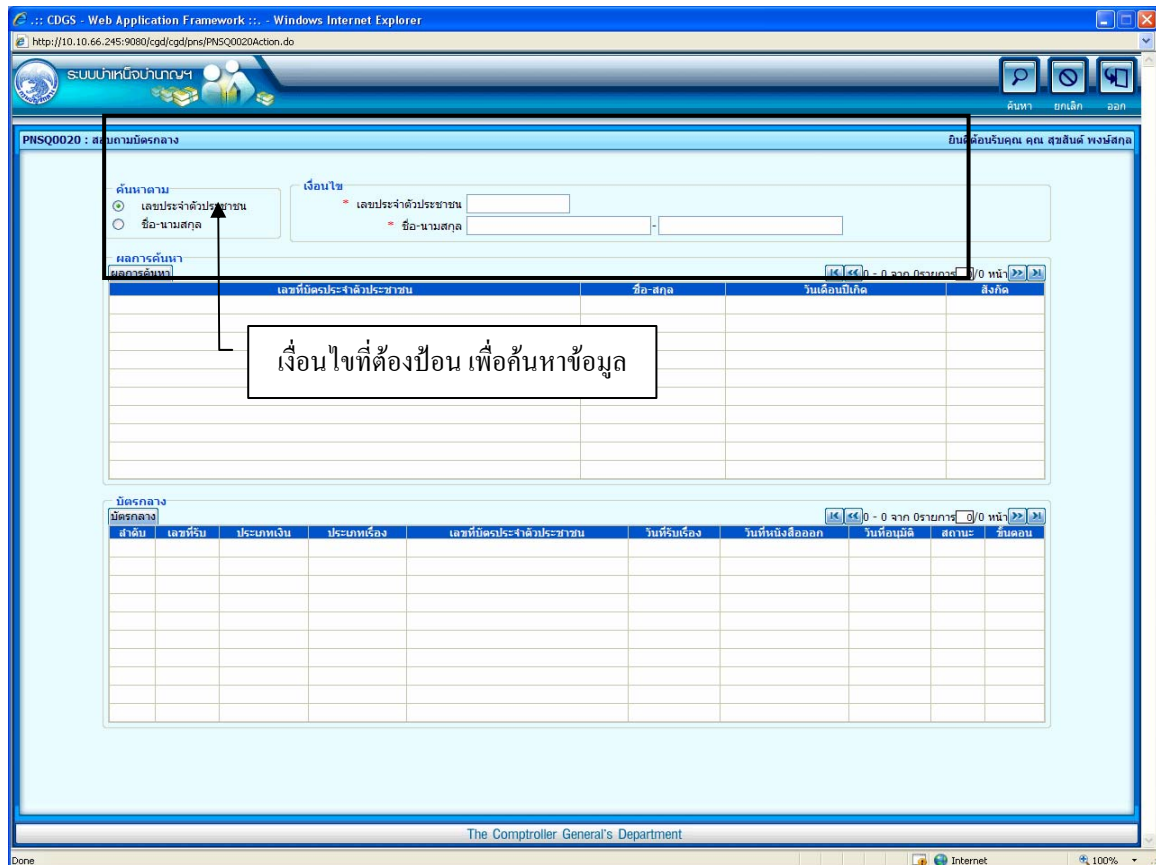 .:: CDGS - Web Application Framework ::. - Windows Internet Explorer
http://10.10.66.245:9080/cgd/cgd/pns/PNSQ0020Action.do
ระบบบำเหน็จบำนาญฯ
ค้นหา ยกเลิก ออก
PNSQ0020 : สอบถามบัตรกลาง ยินดีต้อนรับคุณ คุณ สุขสันต์ พงษ์สกุล
ค้นหาตาม
เลขประจำตัวประชาชน
ชื่อ-นามสกุล
เงื่อนไข
* เลขประจำตัวประชาชน
* ชื่อ-นามสกุล -
ผลการค้นหา
ผลการค้นหา 0 - 0 จาก 0รายการ 0/0 หน้า
เลขที่บัตรประจำตัวประชาชน ชื่อ-สกุล วันเดือนปีเกิด สังกัด
เงื่อนไขที่ต้องป้อน เพื่อค้นหาข้อมูล
บัตรกลาง
บัตรกลาง 0 - 0 จาก 0รายการ 0/0 หน้า
ลำดับ เลขที่รับ ประเภทเงิน ประเภทเรื่อง เลขที่บัตรประจำตัวประชาชน วันที่รับเรื่อง วันที่หนังสือออก วันที่อนุมัติ สถานะ ขั้นตอน
The Comptroller General's Department
Done Internet 100%